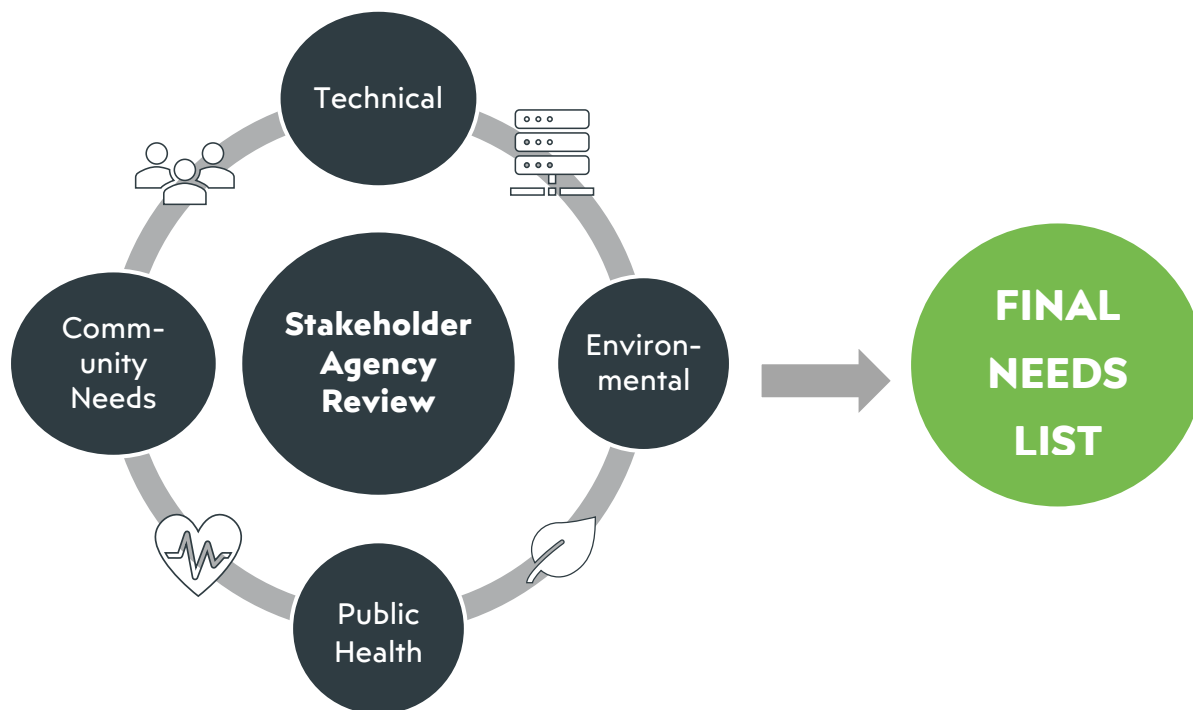 Technical
Comm-
unity
Needs
Stakeholder
Agency
Review
Environ-
mental
FINAL
NEEDS
LIST
Public
Health